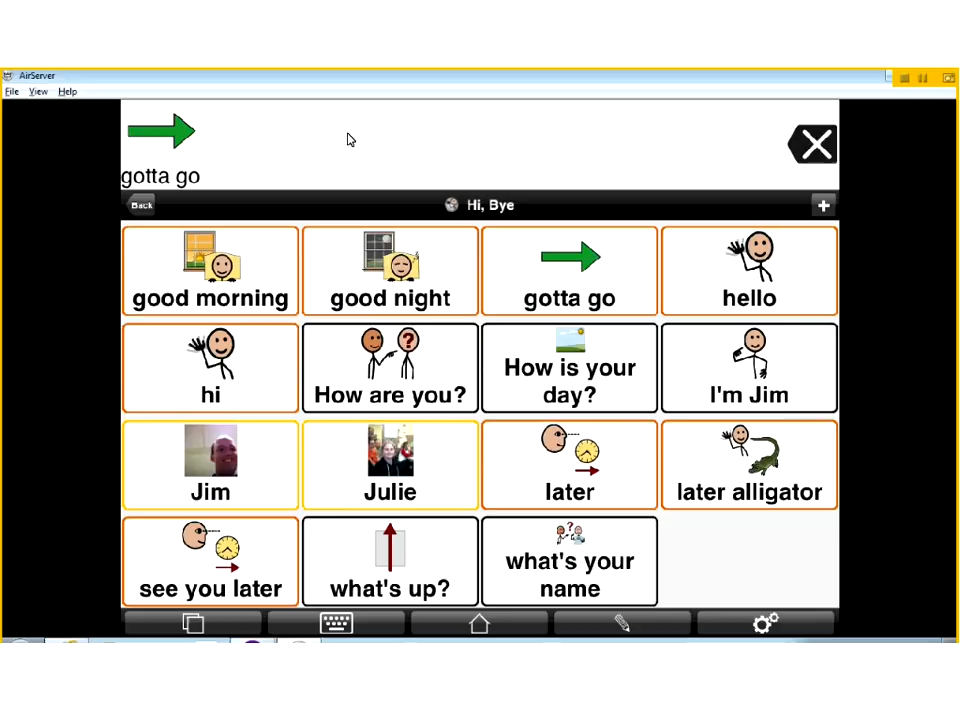 AirServer
File View Help
gotta go
Back
Hi, Bye
+
good morning
good night
gotta go
hello
hi
How are you?
How is your
day?
I'm Jim
Jim
Julie
later
later alligator
see you later
what's up?
what's your
name